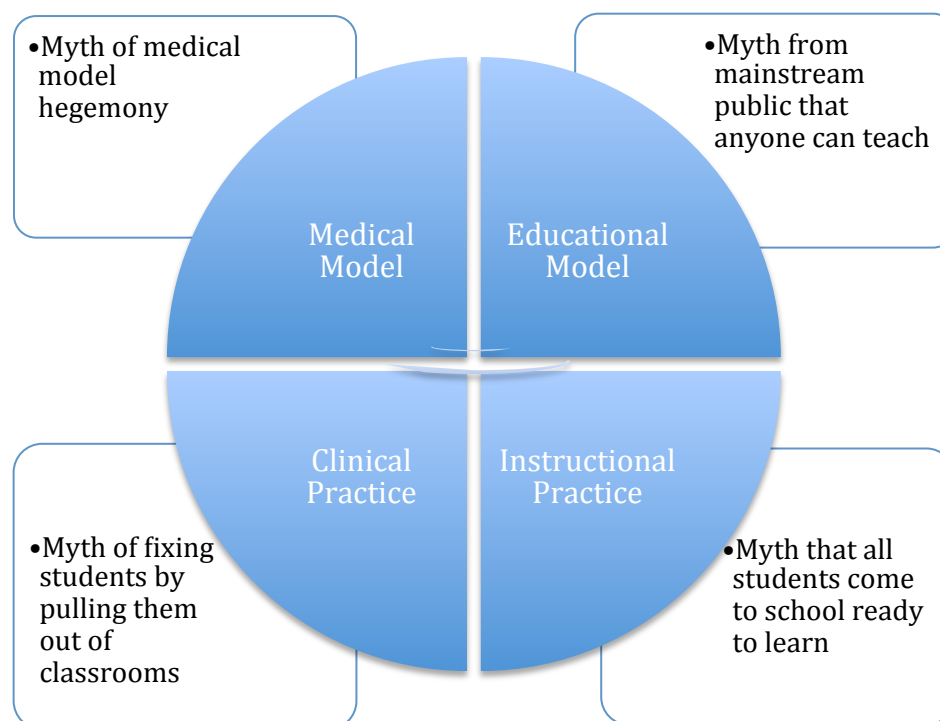 •Myth of medical
model
hegemony
•Myth from
mainstream
public that
anyone can teach
Medical
Model
Educational
Model
Clinical
Practice
Instructional
Practice
•Myth of fixing
students by
pulling them
out of
classrooms
•Myth that all
students come
to school ready
to learn